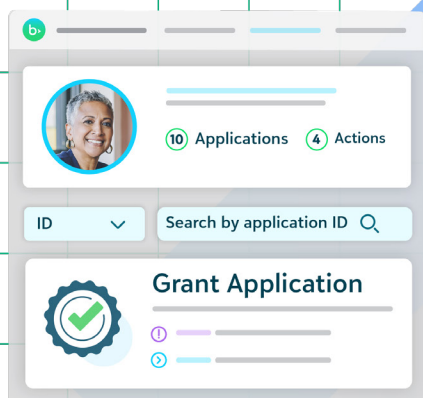 b
10 Applications 4 Actions
ID Search by application ID
Grant Application